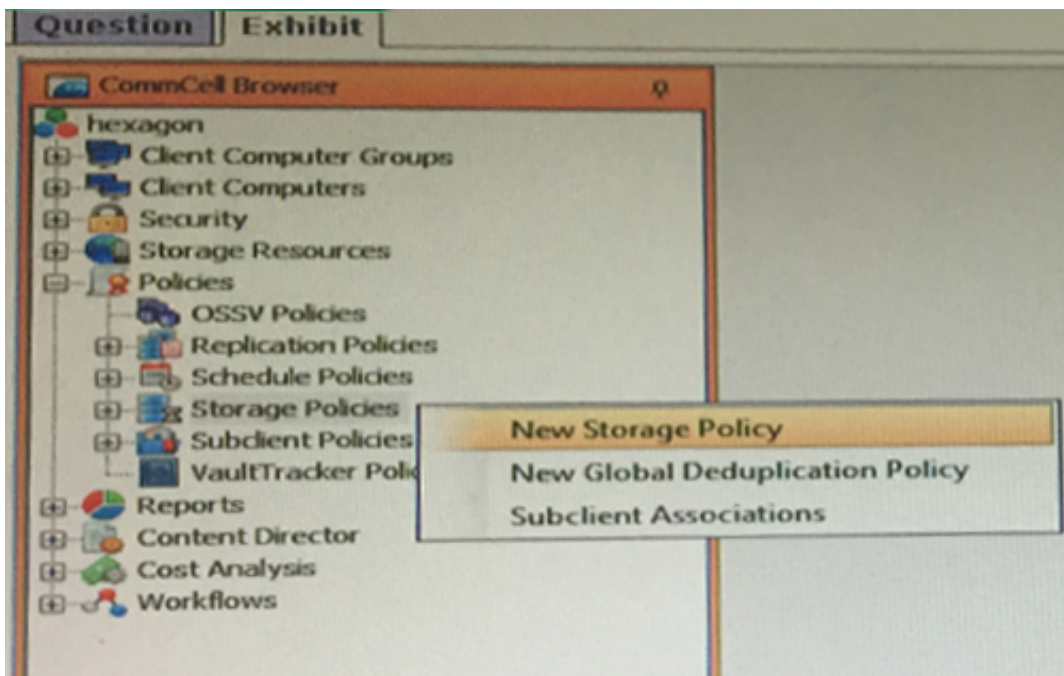 Question Exhibit
CommCell Browser
hexagon
Client Computer Groups
Client Computers
Security
Storage Resources
Policies
OSSV Policies
Replication Policies
Schedule Policies
Storage Policies
Subclient Policies
VaultTracker Polic
Reports
Content Director
Cost Analysis
Workflows
New Storage Policy
New Global Deduplication Policy
Subclient Associations